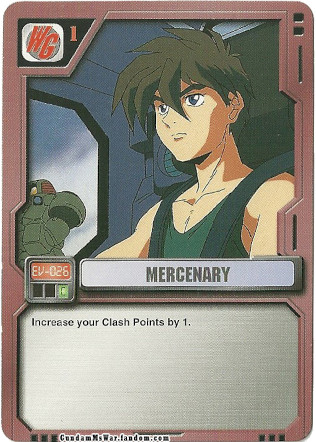 WG 1
EV-026
MERCENARY
C
Increase your Clash Points by 1.
GundamMsWar.fandom.com